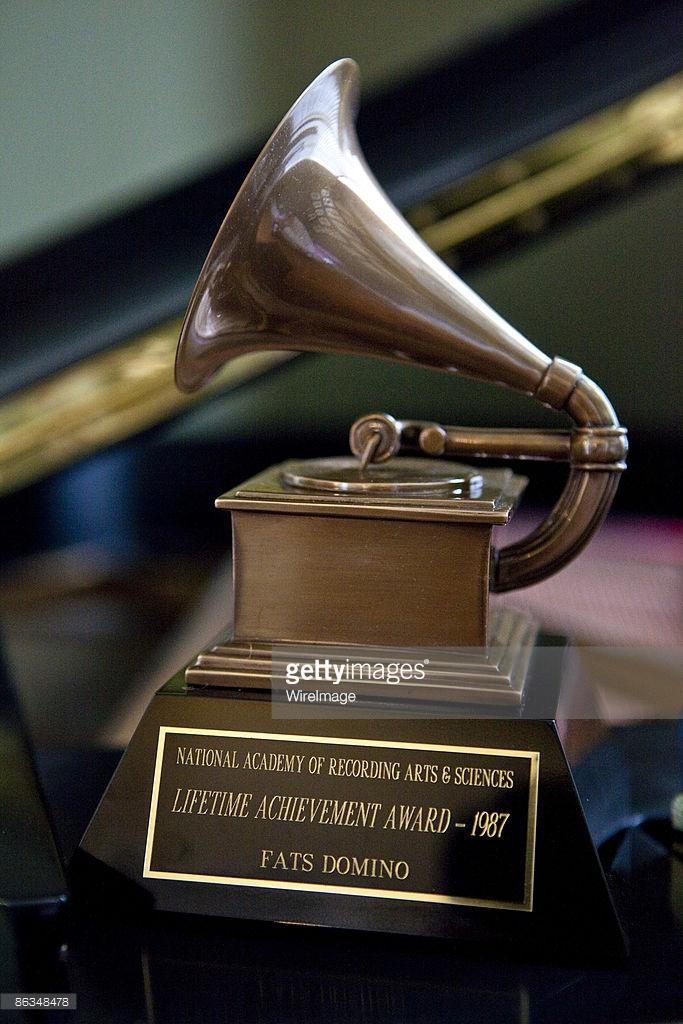 gettyimages®
WireImage
NATIONAL ACADEMY OF RECORDING ARTS & SCIENCES
LIFETIME ACHIEVEMENT AWARD – 1987
FATS DOMINO
86348478